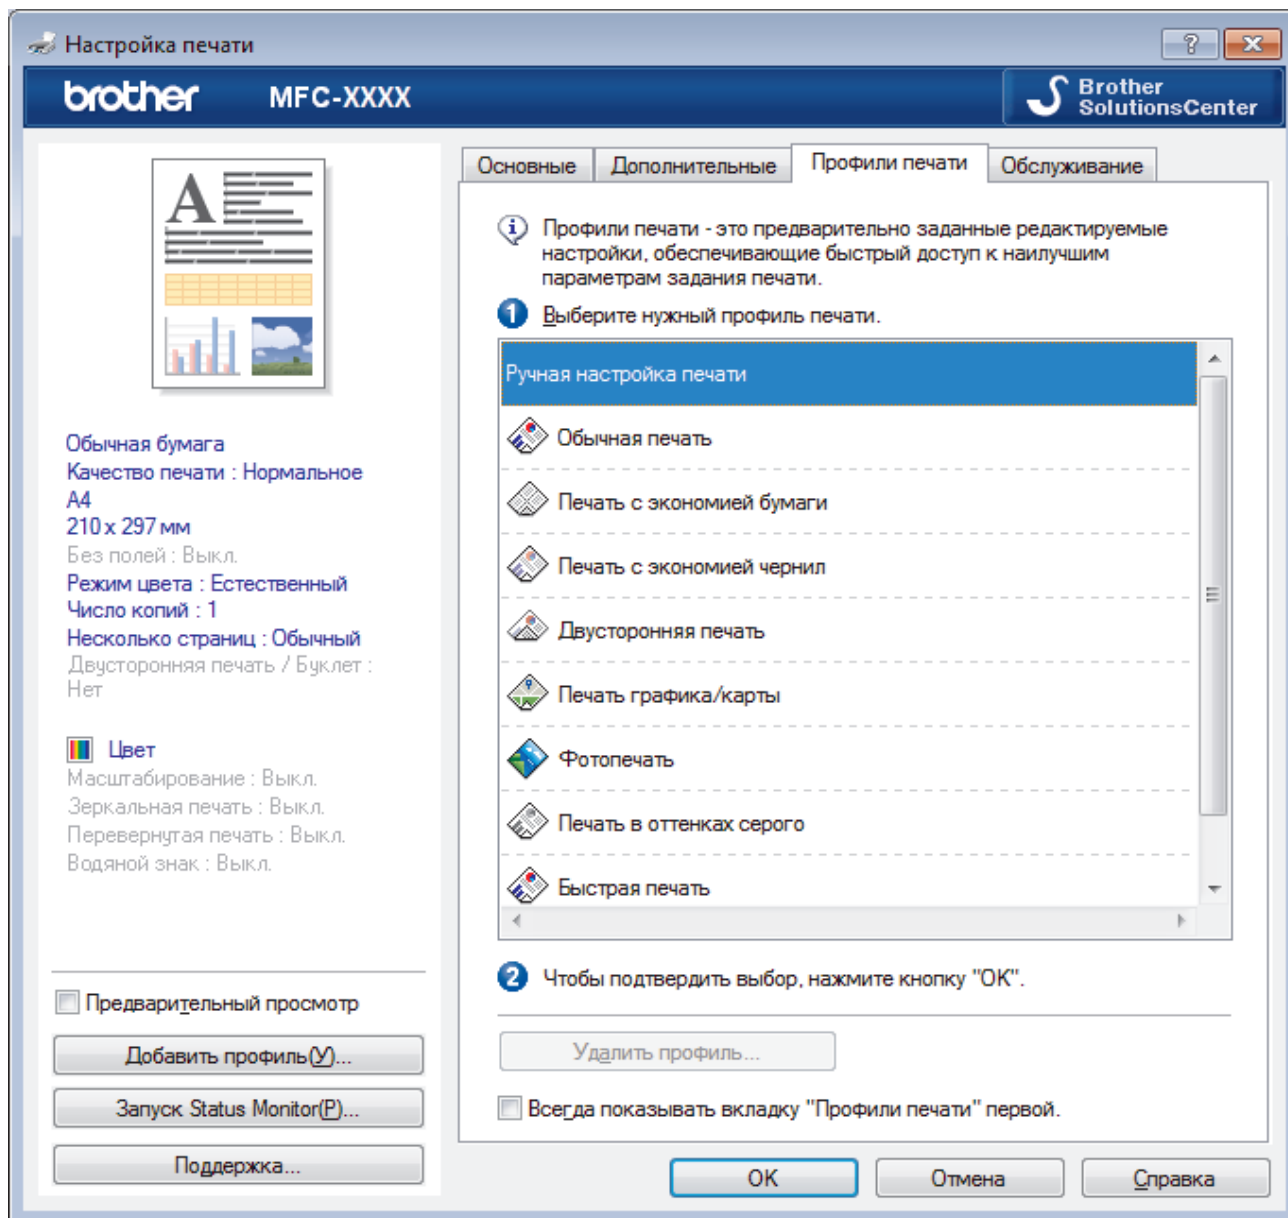 Настройка печати
brother MFC-XXXX
Brother
SolutionsCenter
Основные
Дополнительные
Профили печати
Обслуживание
A
Обычная бумага
Качество печати : Нормальное
A4
210 x 297 мм
Без полей : Выкл.
Режим цвета : Естественный
Число копий : 1
Несколько страниц : Обычный
Двусторонняя печать / Буклет :
Нет
Цвет
Масштабирование : Выкл.
Зеркальная печать : Выкл.
Перевернутая печать : Выкл.
Водяной знак : Выкл.
Предварительный просмотр
Добавить профиль(У)...
Запуск Status Monitor(P)...
Поддержка...
Профили печати - это предварительно заданные редактируемые
настройки, обеспечивающие быстрый доступ к наилучшим
параметрам задания печати.
1 Выберите нужный профиль печати.
Ручная настройка печати
Обычная печать
Печать с экономией бумаги
Печать с экономией чернил
Двусторонняя печать
Печать графика/карты
Фотопечать
Печать в оттенках серого
Быстрая печать
2 Чтобы подтвердить выбор, нажмите кнопку "OK".
Удалить профиль...
Всегда показывать вкладку "Профили печати" первой.
OK
Отмена
Справка